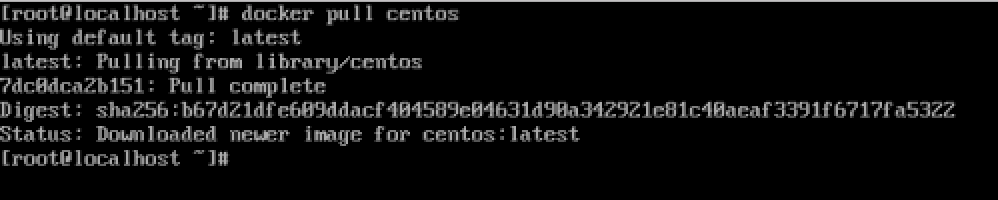 [root@localhost ~]# docker pull centos
Using default tag: latest
latest: Pulling from library/centos
7dc0dca2b151: Pull complete
Digest: sha256:b67d21dfe609ddacf404589e04631d90a342921e81c40aeaf3391f6717fa5322
Status: Downloaded newer image for centos:latest
[root@localhost ~]#